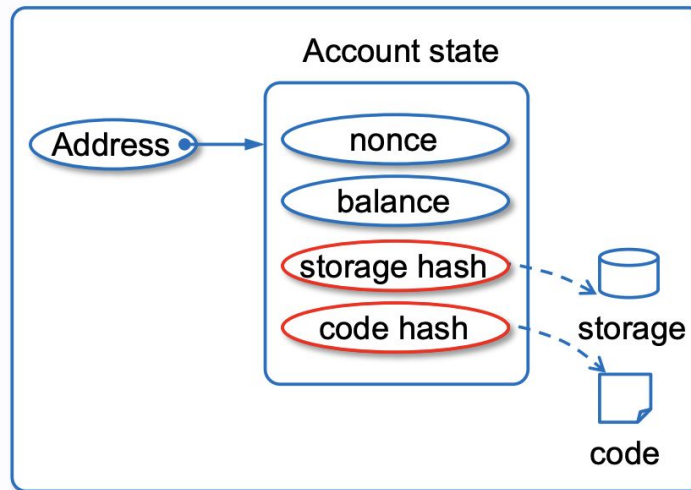 Account state
Address
nonce
balance
storage hash
code hash
storage
code